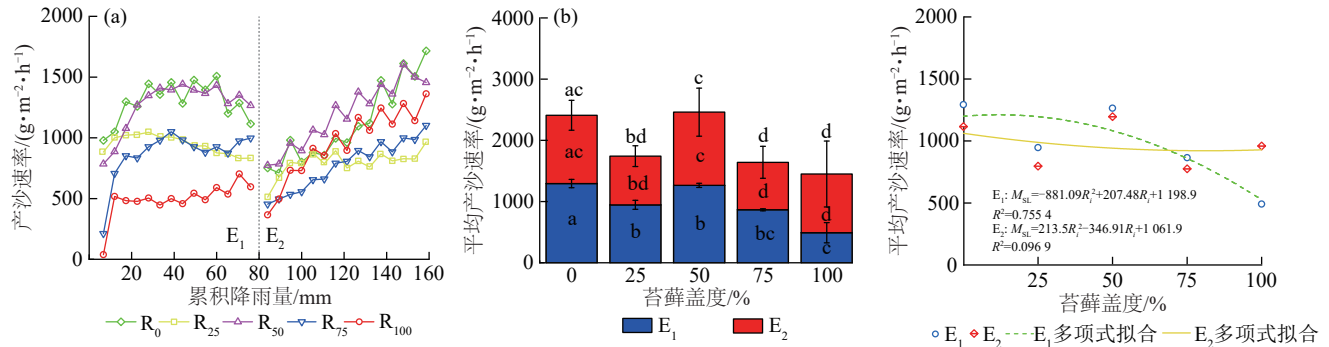 (a)
产沙速率/(g·m⁻²·h⁻¹)
2000
1500
1000
500
0
E₁
E₂
0 20 40 60 80 100 120 140 160
累积降雨量/mm
R₀ R₂₅ R₅₀ R₇₅ R₁₀₀
(b)
平均产沙速率/(g·m⁻²·h⁻¹)
4000
3000
2000
1000
0
ac bd c d d
ac bd c d d
a b b bc c
0 25% 50% 75% 100%
苔藓盖度/%
E₁ E₂
平均产沙速率/(g·m⁻²·h⁻¹)
2000
1500
1000
500
0
E₁: M_SL=−881.09R_i²+207.48R_i+1 198.9
R²=0.755 4
E₂: M_SL=213.5R_i²−346.91R_i+1 061.9
R²=0.096 9
25% 50% 75% 100%
苔藓盖度/%
E₁ E₂ E₁多项式拟合 E₂多项式拟合